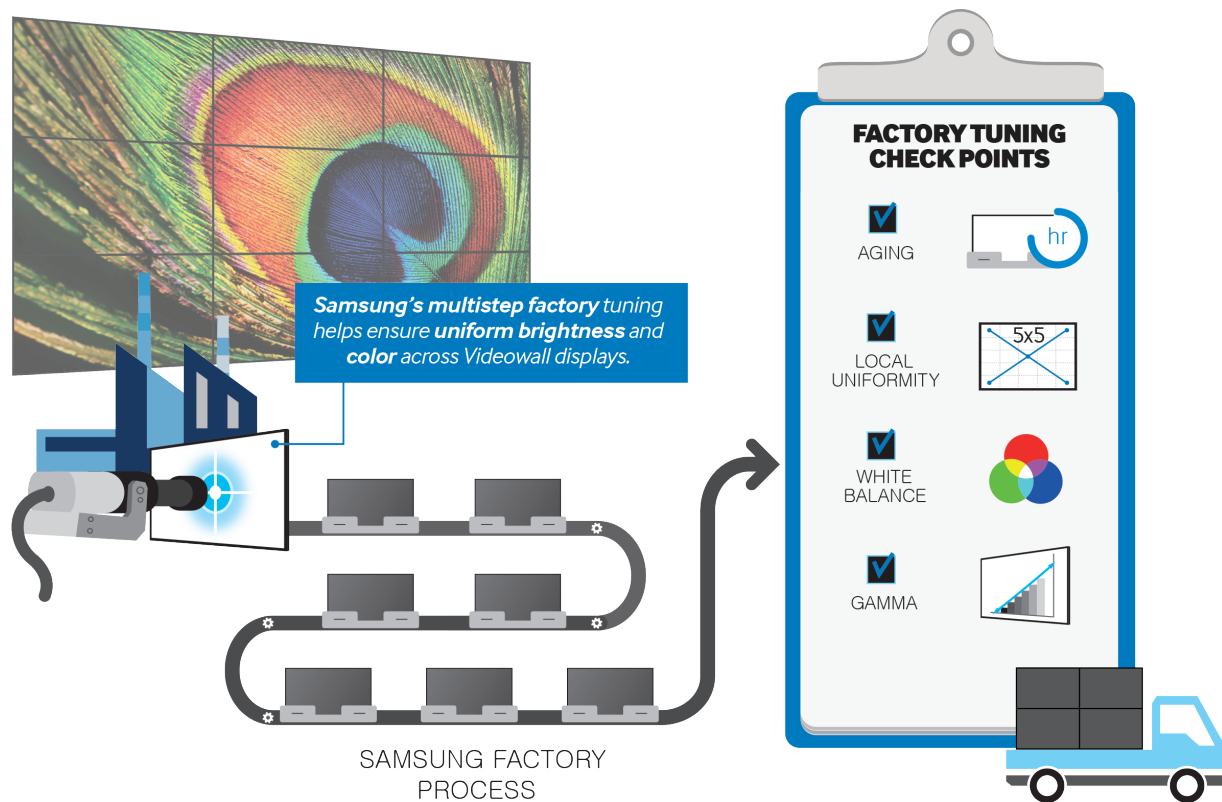 Samsung's multistep factory tuning
helps ensure uniform brightness and
color across Videowall displays.
SAMSUNG FACTORY
PROCESS
FACTORY TUNING
CHECK POINTS
AGING
hr
LOCAL
UNIFORMITY
5x5
WHITE
BALANCE
GAMMA